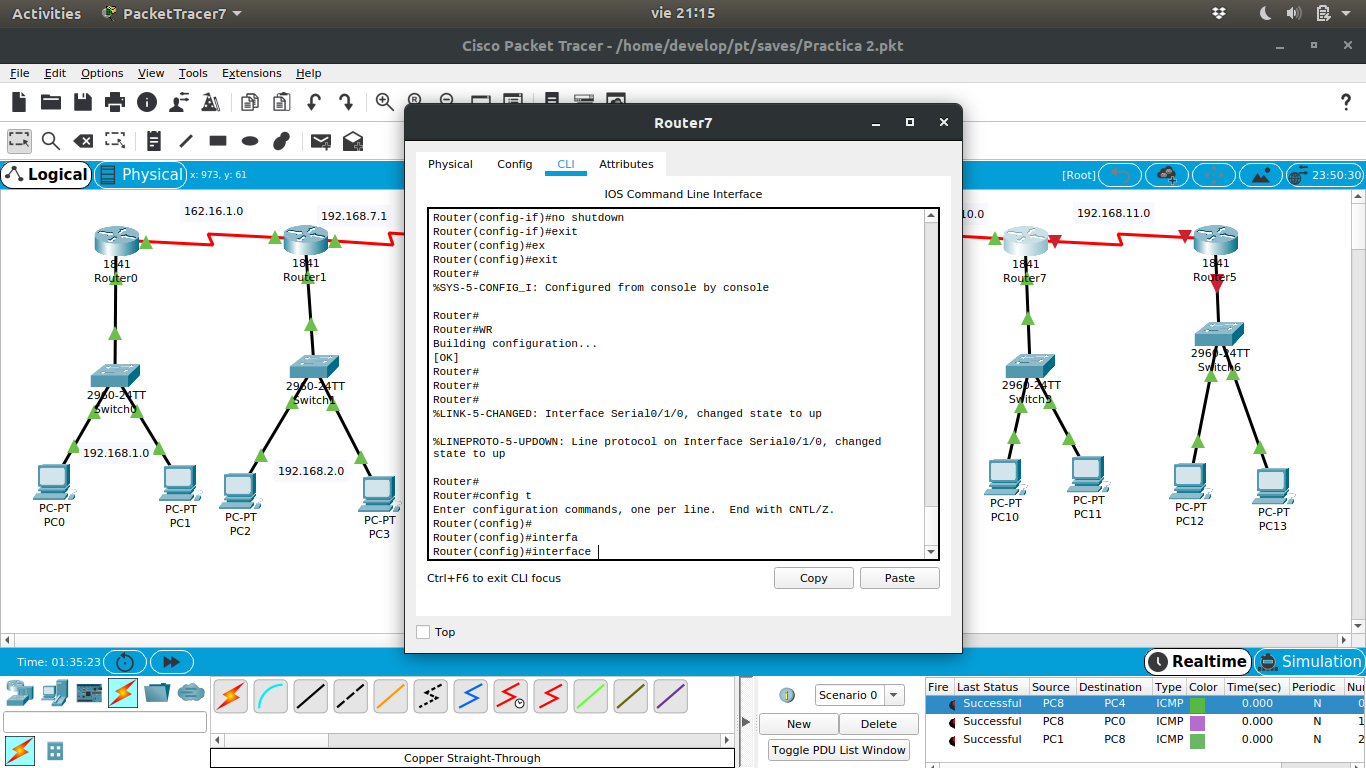 Activities PacketTracer7 vie 21:15
Cisco Packet Tracer - /home/develop/pt/saves/Practica 2.pkt
File Edit Options View Tools Extensions Help
Router7
Physical Config CLI Attributes
Logical Physical x: 973, y: 61
[Root] 23:50:30
IOS Command Line Interface
Router(config-if)#no shutdown
Router(config-if)#exit
Router(config)#ex
Router(config)#exit
Router#
%SYS-5-CONFIG_I: Configured from console by console
Router#
Router#WR
Building configuration...
[OK]
Router#
Router#
Router#
%LINK-5-CHANGED: Interface Serial0/1/0, changed state to up
%LINEPROTO-5-UPDOWN: Line protocol on Interface Serial0/1/0, changed
state to up
Router#
Router#config t
Enter configuration commands, one per line.  End with CNTL/Z.
Router(config)#
Router(config)#interfa
Router(config)#interface
Ctrl+F6 to exit CLI focus
Copy Paste
Top
162.16.1.0
192.168.7.1
1841
Router0
1841
Router1
2960-24TT
Switch0
2960-24TT
Switch1
192.168.1.0
192.168.2.0
PC-PT
PC0
PC-PT
PC1
PC-PT
PC2
PC-PT
PC3
10.0
192.168.11.0
1841
Router7
1841
Router5
2960-24TT
2960-24TT
Switch6
PC-PT
PC10
PC-PT
PC11
PC-PT
PC12
PC-PT
PC13
Time: 01:35:23
Realtime Simulation
Scenario 0
New Delete
Toggle PDU List Window
Copper Straight-Through
Fire Last Status Source Destination Type Color Time(sec) Periodic Nu
Successful PC8 PC4 ICMP 0.000 N 0
Successful PC8 PC0 ICMP 0.000 N 1
Successful PC1 PC8 ICMP 0.000 N 2